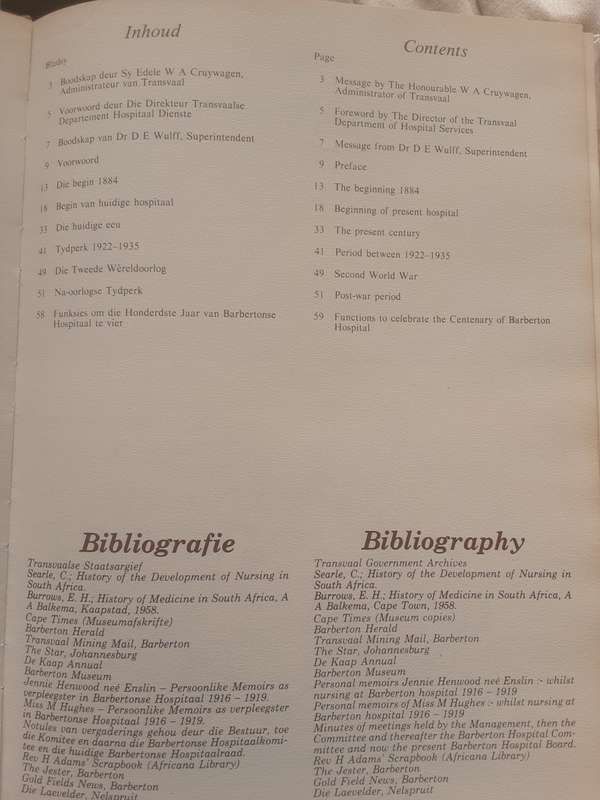 Inhoud
Bladsy
3 Boodskap deur Sy Edele W A Cruywagen,
Administrateur van Transvaal
5 Voorwoord deur Die Direkteur Transvaalse
Departement Hospitaal Dienste
7 Boodskap van Dr D E Wulff, Superintendent
9 Voorwoord
13 Die begin 1884
18 Begin van huidige hospitaal
33 Die huidige eeu
41 Tydperk 1922–1935
49 Die Tweede Wêreldoorlog
51 Na-oorlogse Tydperk
58 Funksies om die Honderdste Jaar van Barbertonse
Hospitaal te vier
Contents
Page
3 Message by The Honourable W A Cruywagen,
Administrator of Transvaal
5 Foreword by The Director of the Transvaal
Department of Hospital Services
7 Message from Dr D E Wulff, Superintendent
9 Preface
13 The beginning 1884
18 Beginning of present hospital
33 The present century
41 Period between 1922–1935
49 Second World War
51 Post-war period
59 Functions to celebrate the Centenary of Barberton
Hospital
Bibliografie
Transvaalse Staatsargief
Searle, C.; History of the Development of Nursing in
South Africa.
Burrows, E. H.; History of Medicine in South Africa, A
A Balkema, Kaapstad, 1958.
Cape Times (Museumafskrifte)
Barberton Herald
Transvaal Mining Mail, Barberton
The Star, Johannesburg
De Kaap Annual
Barberton Museum
Jennie Henwood neé Enslin – Persoonlike Memoirs as
verpleegster in Barbertonse Hospitaal 1916 – 1919.
Miss M Hughes – Persoonlike Memoirs as verpleegster
in Barbertonse Hospitaal 1916 – 1919.
Notules van vergaderings gehou deur die Bestuur, toe
die Komitee en daarna die Barbertonse Hospitaalkomi-
tee en die huidige Barbertonse Hospitaalraad.
Rev H Adams' Scrapbook (Africana Library)
The Jester, Barberton
Gold Fields News, Barberton
Die Laevelder, Nelspruit
Bibliography
Transvaal Government Archives
Searle, C.; History of the Development of Nursing in
South Africa.
Burrows, E. H.; History of Medicine in South Africa, A
A Balkema, Cape Town, 1958.
Cape Times (Museum copies)
Barberton Herald
Transvaal Mining Mail, Barberton
The Star, Johannesburg
De Kaap Annual
Barberton Museum
Personal memoirs Jennie Henwood neé Enslin :- whilst
nursing at Barberton hospital 1916 – 1919
Personal memoirs of Miss M Hughes :- whilst nursing at
Barberton hospital 1916 – 1919
Minutes of meetings held by the Management, then the
Committee and thereafter the Barberton Hospital Com-
mittee and now the present Barberton Hospital Board.
Rev H Adams' Scrapbook (Africana Library)
The Jester, Barberton
Gold Fields News, Barberton
Die Laevelder, Nelspruit